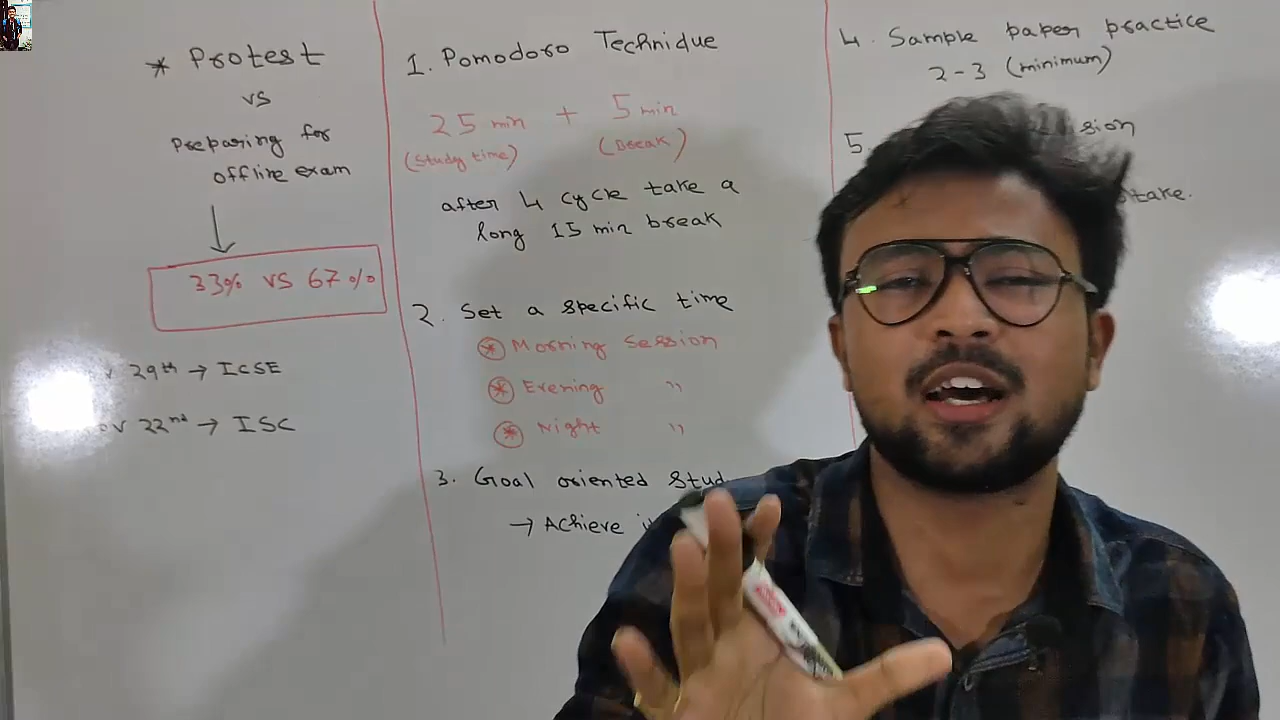 * Protest
vs
Preparing for
offline exam
33% vs 67%
29th → ICSE
22nd → ISC
1. Pomodoro Technique
25 min + 5 min
(Study time) (Break)
after 4 cycle take a
long 15 min break
2. Set a specific time
* Morning Session
* Evening "
* Night "
3. Goal oriented
→ Achieve
4. Sample paper practice
2-3 (minimum)
5.